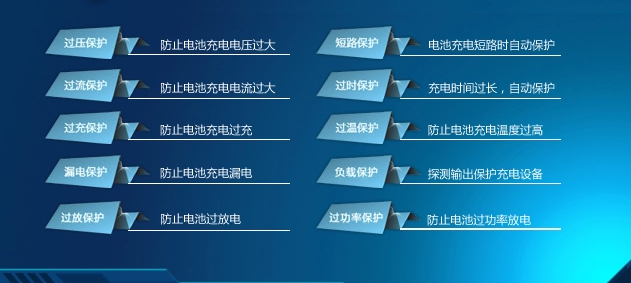 过压保护 防止电池充电电压过大
过流保护 防止电池充电电流过大
过充保护 防止电池充电过充
漏电保护 防止电池充电漏电
过放保护 防止电池过放电
短路保护 电池充电短路时自动保护
过时保护 充电时间过长，自动保护
过温保护 防止电池充电温度过高
负载保护 探测输出保护充电设备
过功率保护 防止电池过功率放电